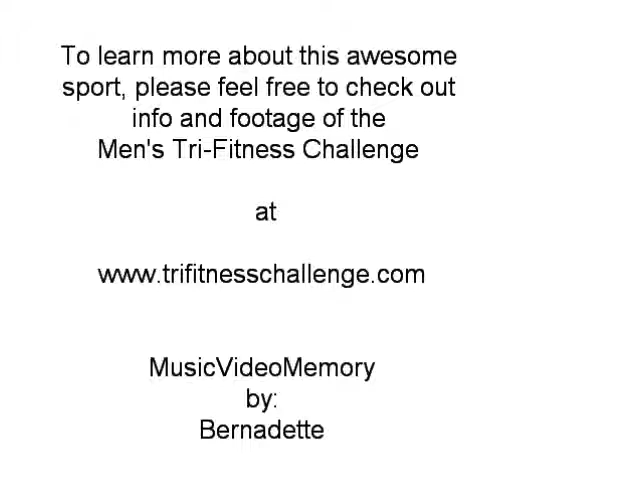 To learn more about this awesome
sport, please feel free to check out
info and footage of the
Men's Tri-Fitness Challenge
at
www.trifitnesschallenge.com
MusicVideoMemory
by:
Bernadette